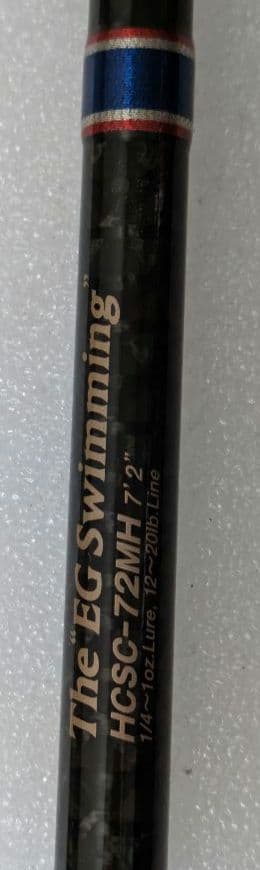 The "EG Swimming"
HCSC-72MH 7'2"
1/4~1oz.Lure, 12~20lb.Line